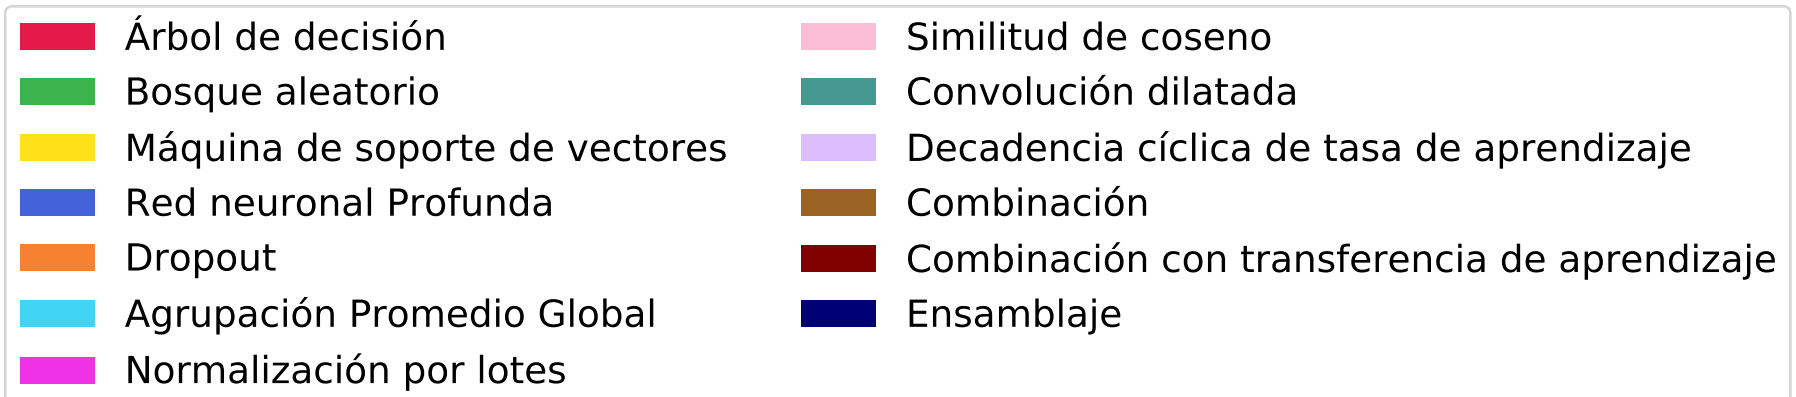 Árbol de decisión
Bosque aleatorio
Máquina de soporte de vectores
Red neuronal Profunda
Dropout
Agrupación Promedio Global
Normalización por lotes
Similitud de coseno
Convolución dilatada
Decadencia cíclica de tasa de aprendizaje
Combinación
Combinación con transferencia de aprendizaje
Ensamblaje